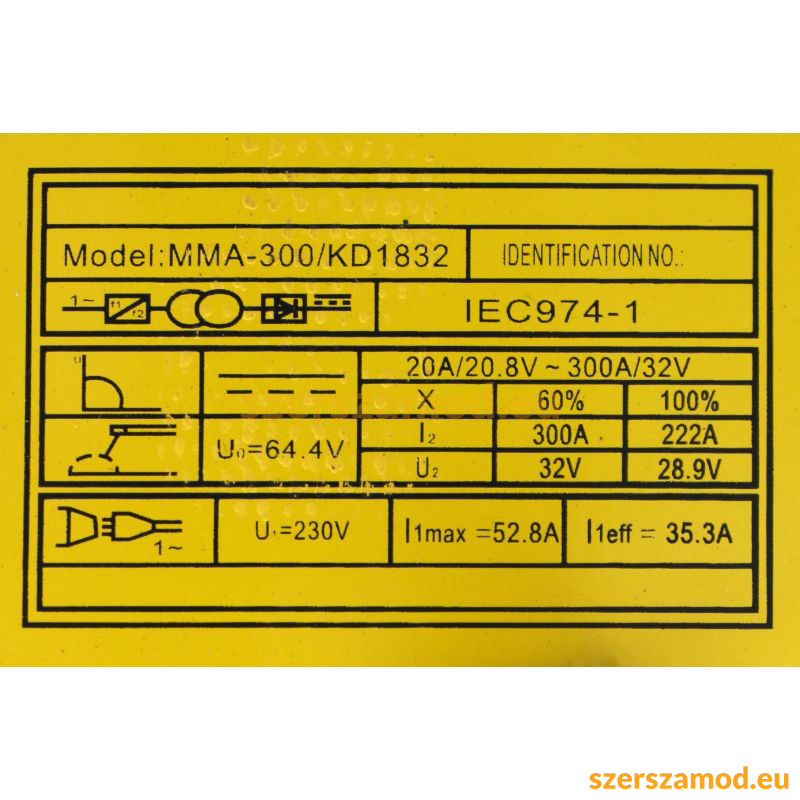 Model:MMA-300/KD1832 IDENTIFICATION NO.:
1~ f1 f2 IEC974-1
U 20A/20.8V ~ 300A/32V
X 60% 100%
U₀=64.4V I₂ 300A 222A
U₂ 32V 28.9V
1~ U₁=230V I1max =52.8A I1eff = 35.3A
szerszamod.eu